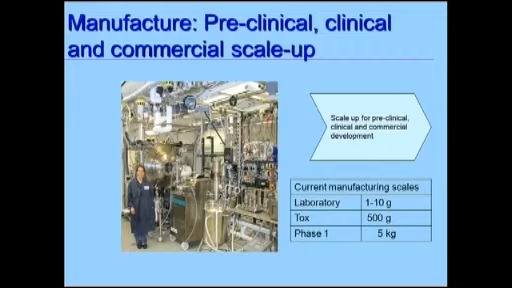 Manufacture: Pre-clinical, clinical
and commercial scale-up
Scale up for pre-clinical,
clinical and commercial
development
Current manufacturing scales
Laboratory 1-10 g
Tox 500 g
Phase 1 5 kg